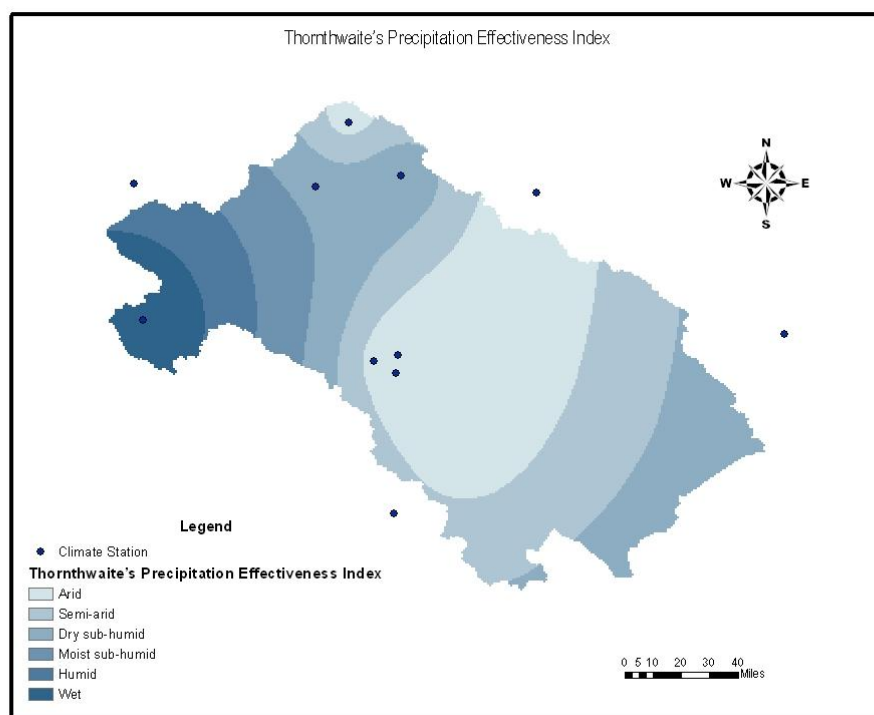 Thornthwaite's Precipitation Effectiveness Index
N
W E
S
Legend
Climate Station
Thornthwaite's Precipitation Effectiveness Index
Arid
Semi-arid
Dry sub-humid
Moist sub-humid
Humid
Wet
0 5 10 20 30 40
Miles